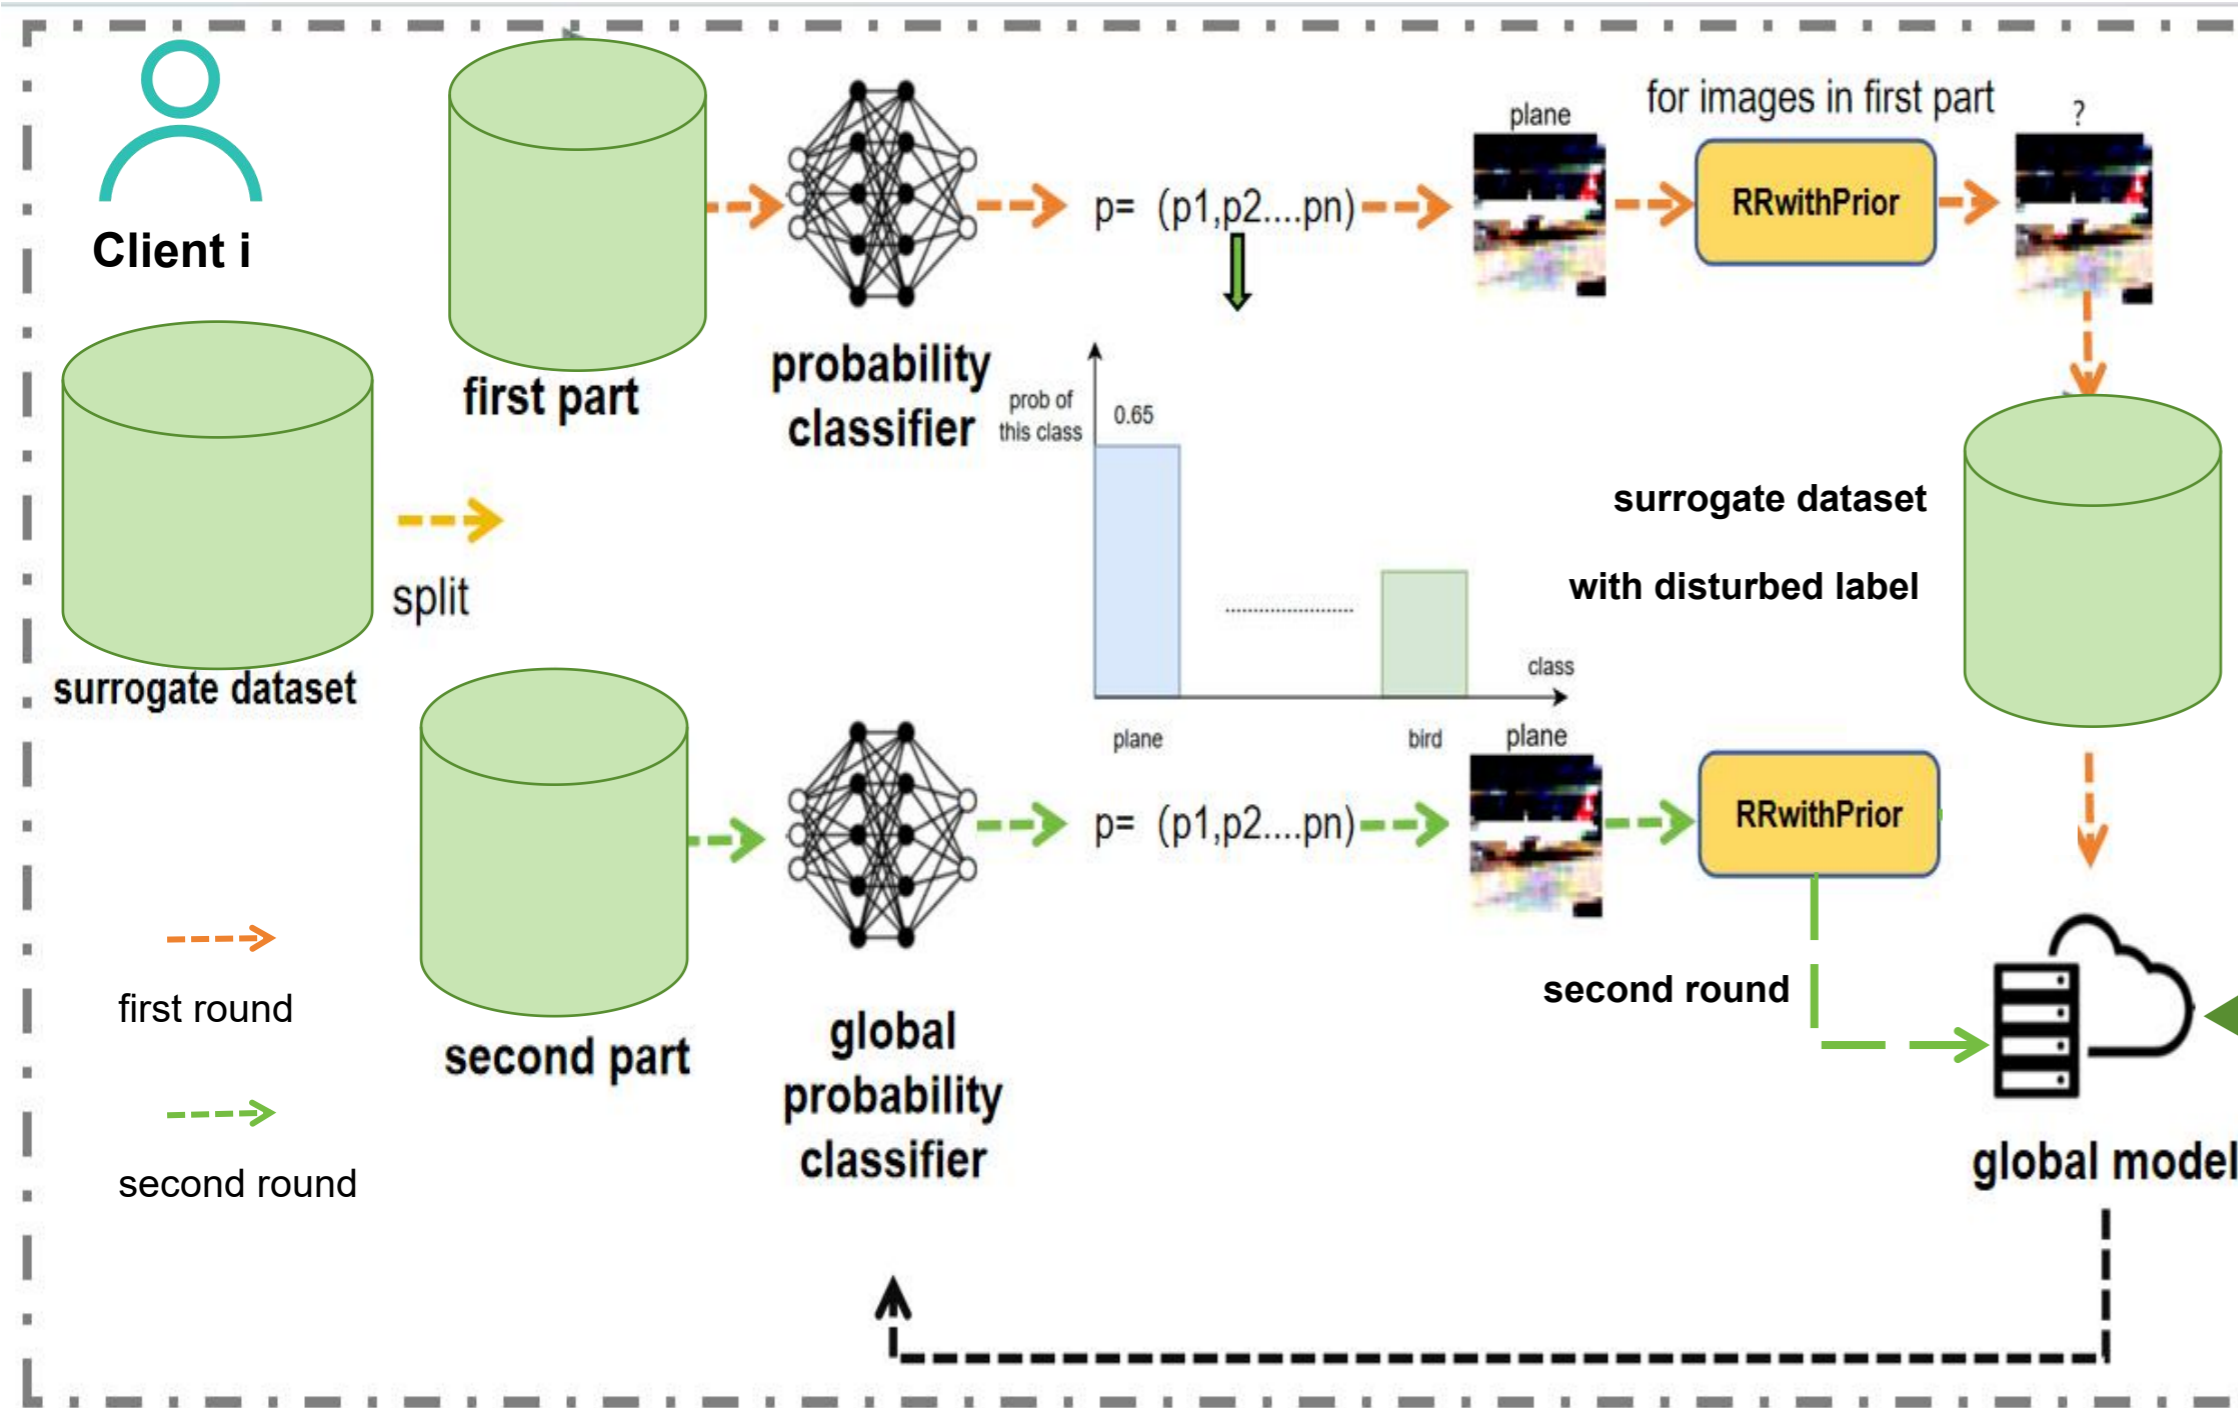 Client i
first part
probability
classifier
p= (p1,p2....pn)
plane
for images in first part
RRwithPrior
?
prob of
this class
0.65
class
plane
bird
surrogate dataset
with disturbed label
surrogate dataset
split
second part
global
probability
classifier
p= (p1,p2....pn)
plane
RRwithPrior
second round
global model
first round
second round